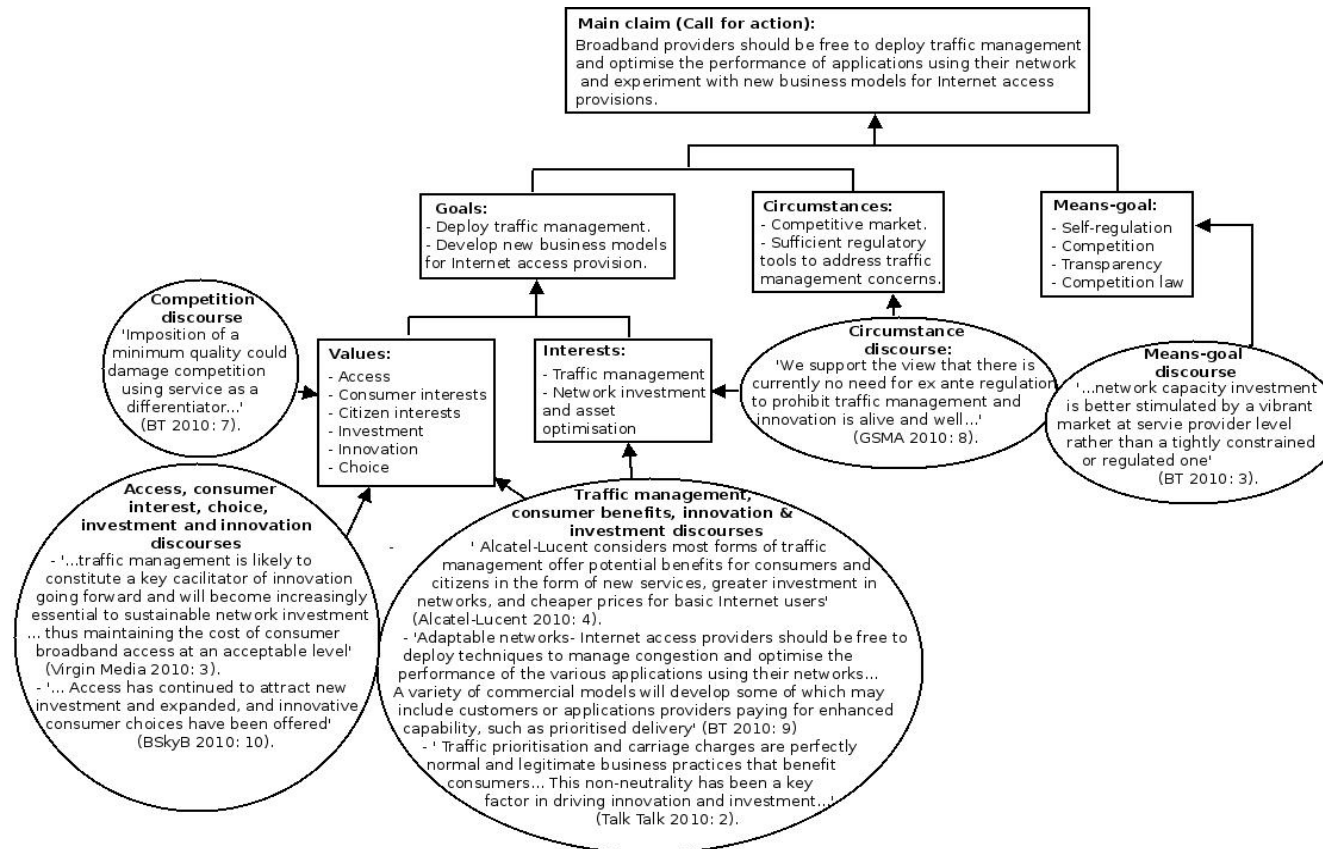 Main claim (Call for action):
Broadband providers should be free to deploy traffic management
and optimise the performance of applications using their network
and experiment with new business models for Internet access
provisions.
Goals:
- Deploy traffic management.
- Develop new business models
for Internet access provision.
Circumstances:
- Competitive market.
- Sufficient regulatory
tools to address traffic
management concerns.
Means-goal:
- Self-regulation
- Competition
- Transparency
- Competition law
Competition
discourse
'Imposition of a
minimum quality could
damage competition
using service as a
differentiator...'
(BT 2010: 7).
Values:
- Access
- Consumer interests
- Citizen interests
- Investment
- Innovation
- Choice
Interests:
- Traffic management
- Network investment
and asset
optimisation
Circumstance
discourse:
'We support the view that there is
currently no need for ex ante regulation
to prohibit traffic management and
innovation is alive and well...'
(GSMA 2010: 8).
Means-goal
discourse
'...network capacity investment
is better stimulated by a vibrant
market at servie provider level
rather than a tightly constrained
or regulated one'
(BT 2010: 3).
Access, consumer
interest, choice,
investment and innovation
discourses
- '...traffic management is likely to
constitute a key cacilitator of innovation
going forward and will become increasingly
essential to sustainable network investment
... thus maintaining the cost of consumer
broadband access at an acceptable level'
(Virgin Media 2010: 3).
- '... Access has continued to attract new
investment and expanded, and innovative
consumer choices have been offered'
(BSkyB 2010: 10).
Traffic management,
consumer benefits, innovation &
investment discourses
- ' Alcatel-Lucent considers most forms of traffic
management offer potential benefits for consumers and
citizens in the form of new services, greater investment in
networks, and cheaper prices for basic Internet users'
(Alcatel-Lucent 2010: 4).
- 'Adaptable networks- Internet access providers should be free to
deploy techniques to manage congestion and optimise the
performance of the various applications using their networks...
A variety of commercial models will develop some of which may
include customers or applications providers paying for enhanced
capability, such as prioritised delivery' (BT 2010: 9)
- ' Traffic prioritisation and carriage charges are perfectly
normal and legitimate business practices that benefit
consumers... This non-neutrality has been a key
factor in driving innovation and investment...'
(Talk Talk 2010: 2).